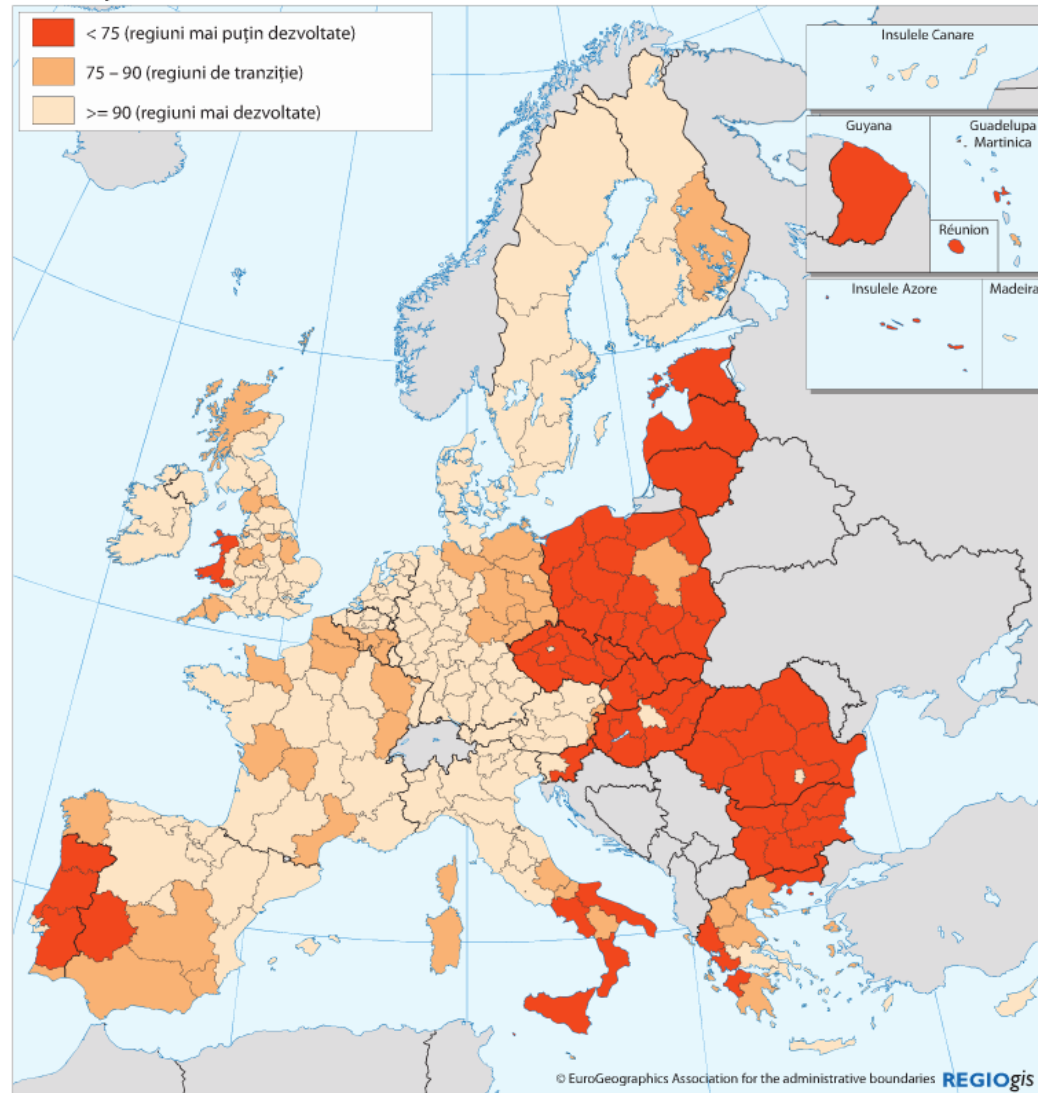 < 75 (regiuni mai puțin dezvoltate)
75 – 90 (regiuni de tranziție)
>= 90 (regiuni mai dezvoltate)
Insulele Canare
Guyana
Guadelupa
Martinica
Réunion
Insulele Azore
Madeira
© EuroGeographics Association for the administrative boundaries
REGIOgis